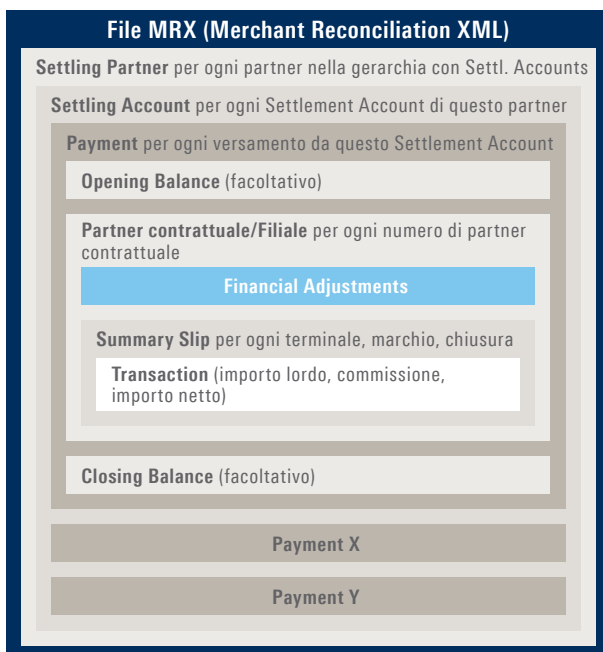 File MRX (Merchant Reconciliation XML)
Settling Partner per ogni partner nella gerarchia con Settl. Accounts
Settling Account per ogni Settlement Account di questo partner
Payment per ogni versamento da questo Settlement Account
Opening Balance (facoltativo)
Partner contrattuale/Filiale per ogni numero di partner
contrattuale
Financial Adjustments
Summary Slip per ogni terminale, marchio, chiusura
Transaction (importo lordo, commissione,
importo netto)
Closing Balance (facoltativo)
Payment X
Payment Y